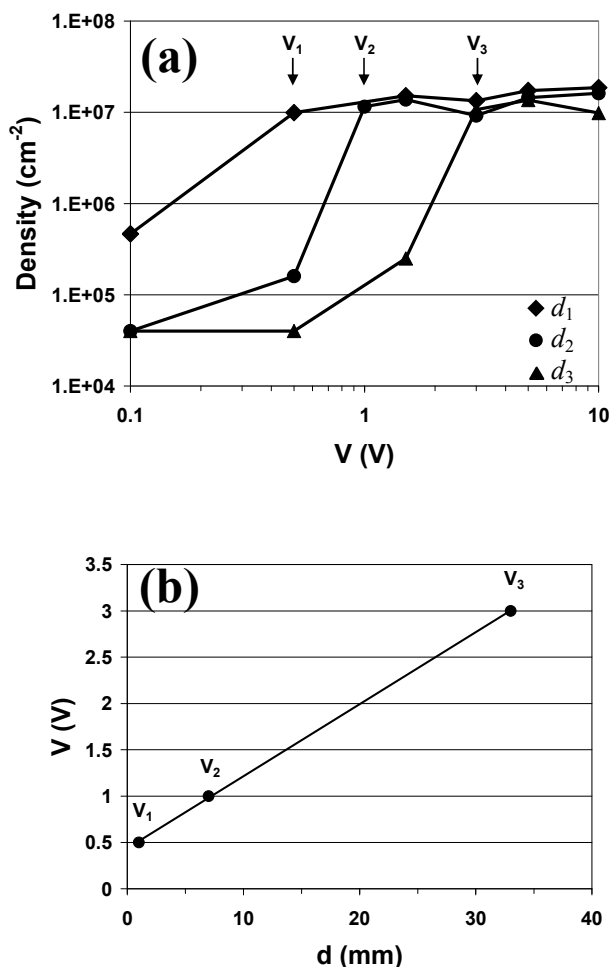 (a)
V₁ V₂ V₃
1.E+08
1.E+07
1.E+06
1.E+05
1.E+04
Density (cm⁻²)
d₁
d₂
d₃
0.1 1 10
V (V)
(b)
3.5
3
2.5
2
1.5
1
0.5
0
V (V)
V₃
V₂
V₁
0 10 20 30 40
d (mm)